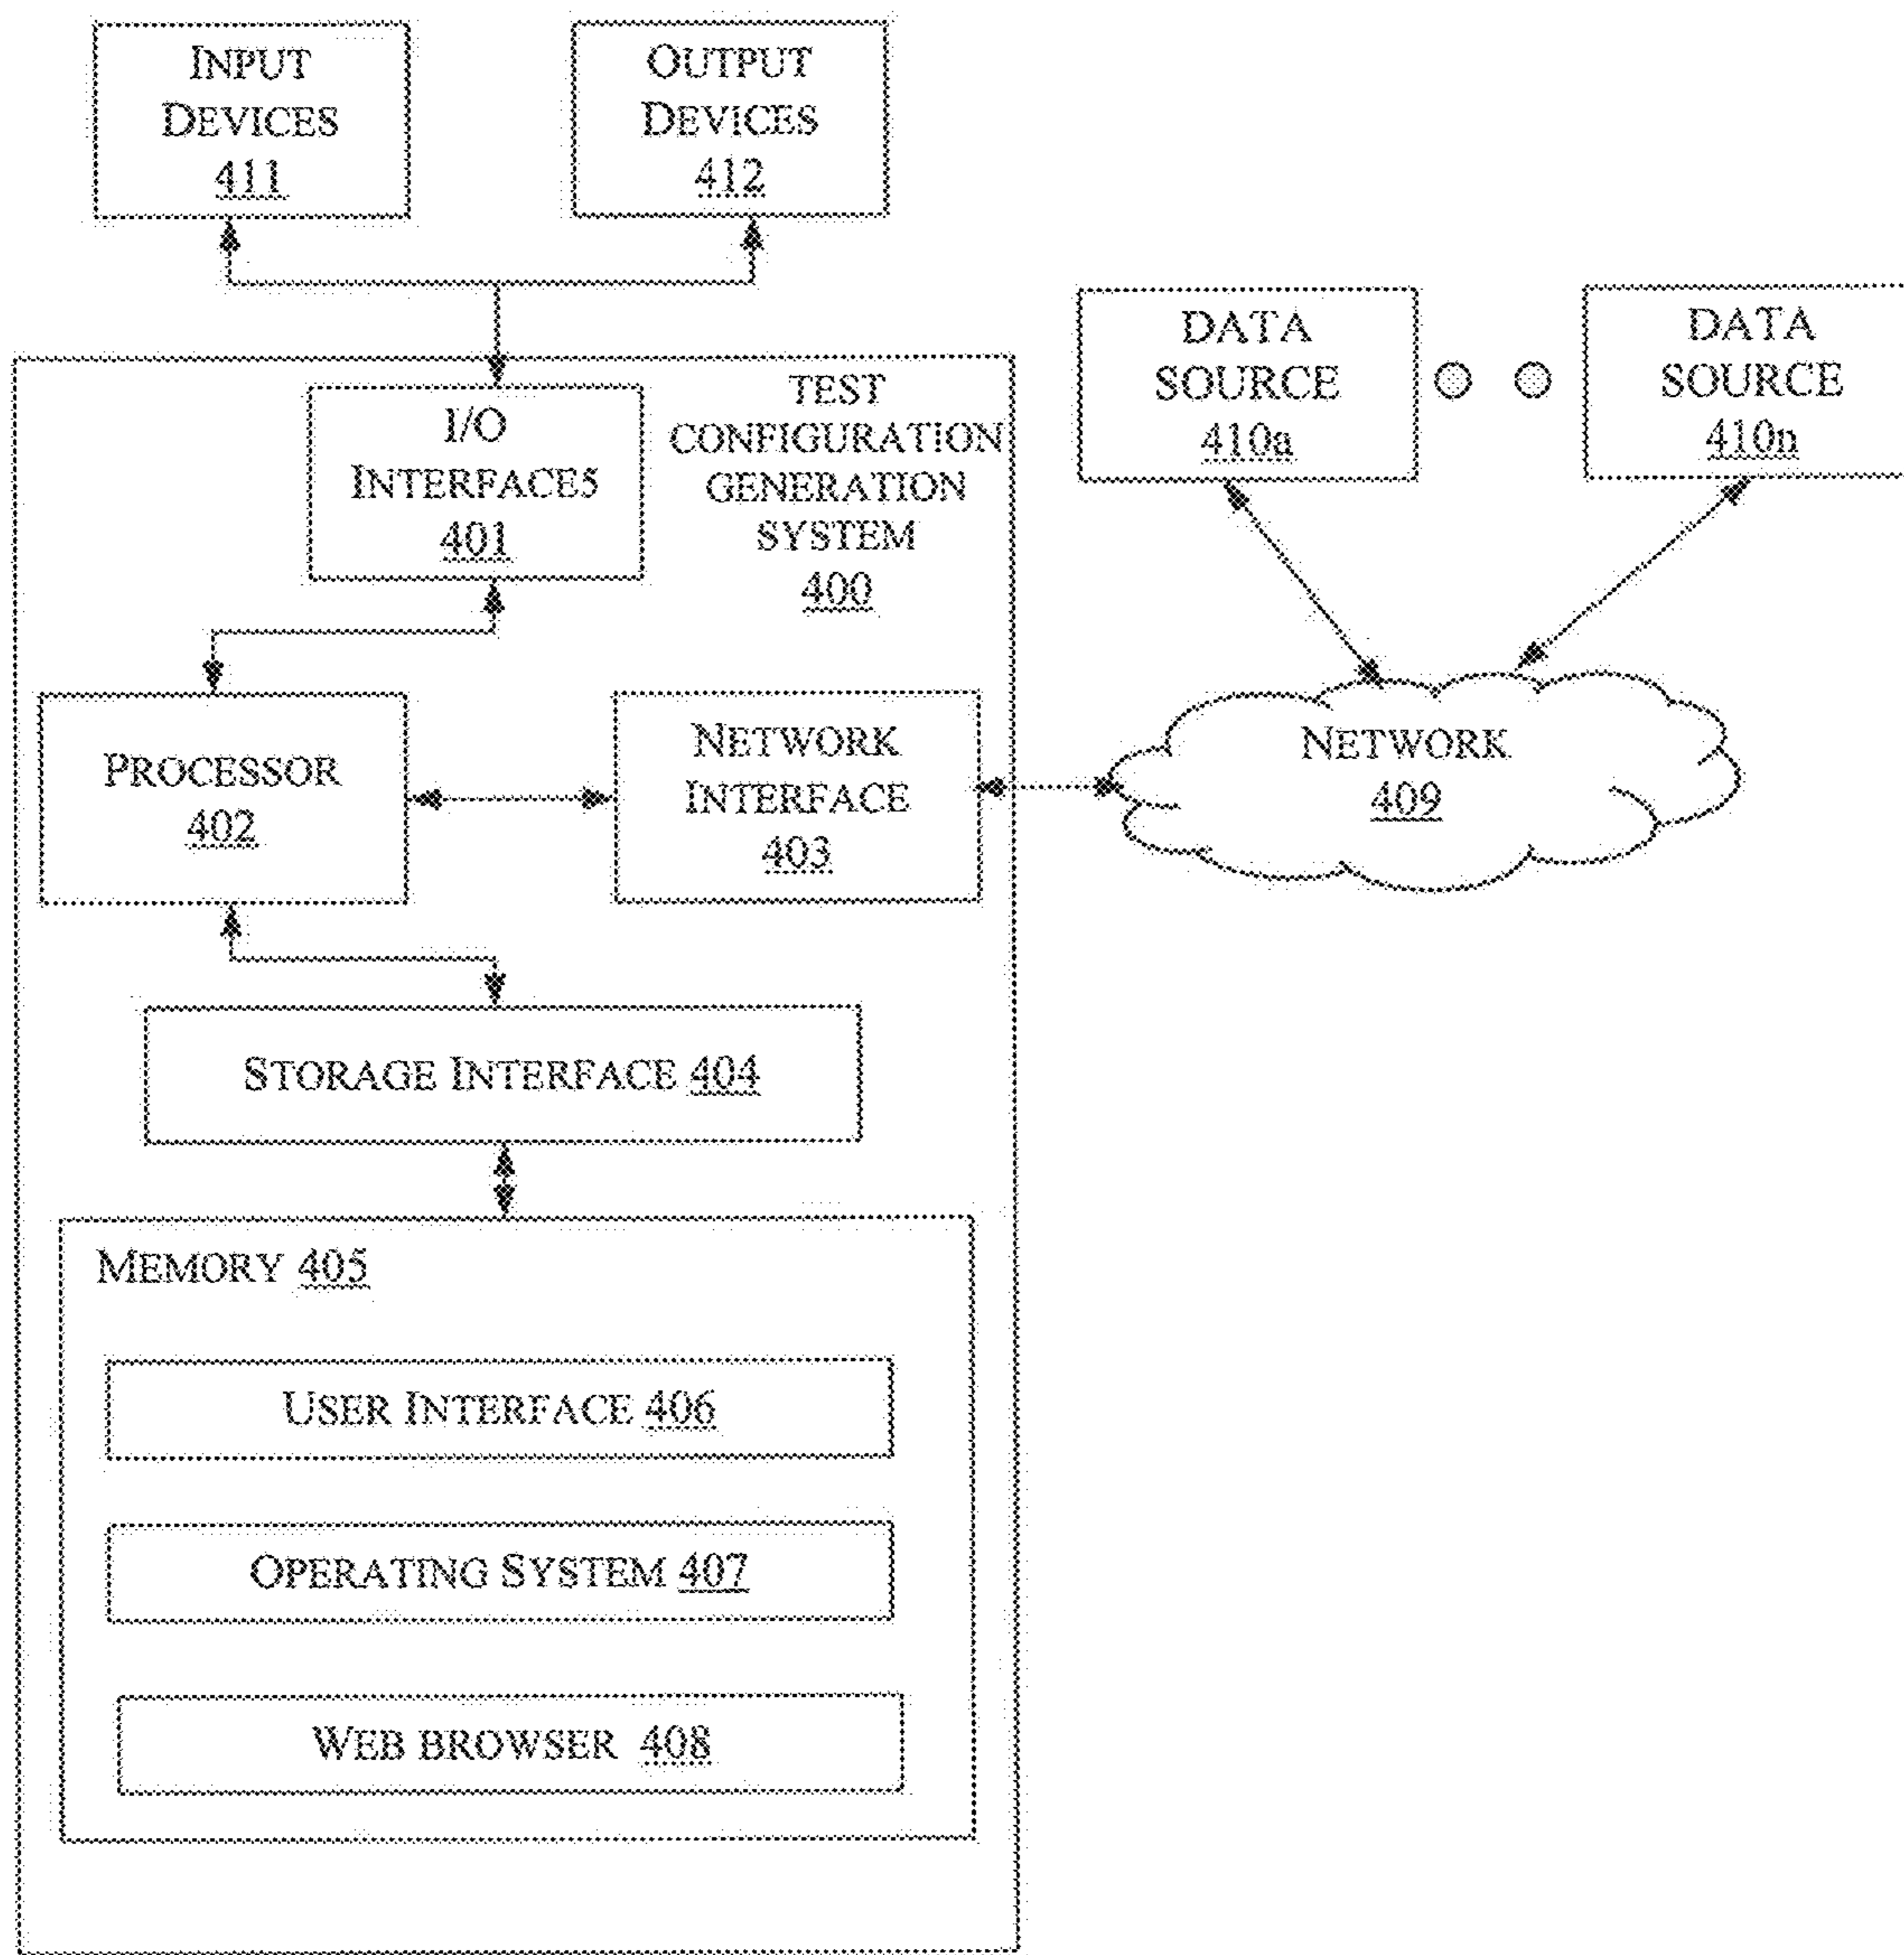 INPUT
DEVICES
411
OUTPUT
DEVICES
412
I/O
INTERFACE5
401
TEST
CONFIGURATION
GENERATION
SYSTEM
400
DATA
SOURCE
410a
DATA
SOURCE
410n
PROCESSOR
402
NETWORK
INTERFACE
403
NETWORK
409
STORAGE INTERFACE 404
MEMORY 405
USER INTERFACE 406
OPERATING SYSTEM 407
WEB BROWSER 408